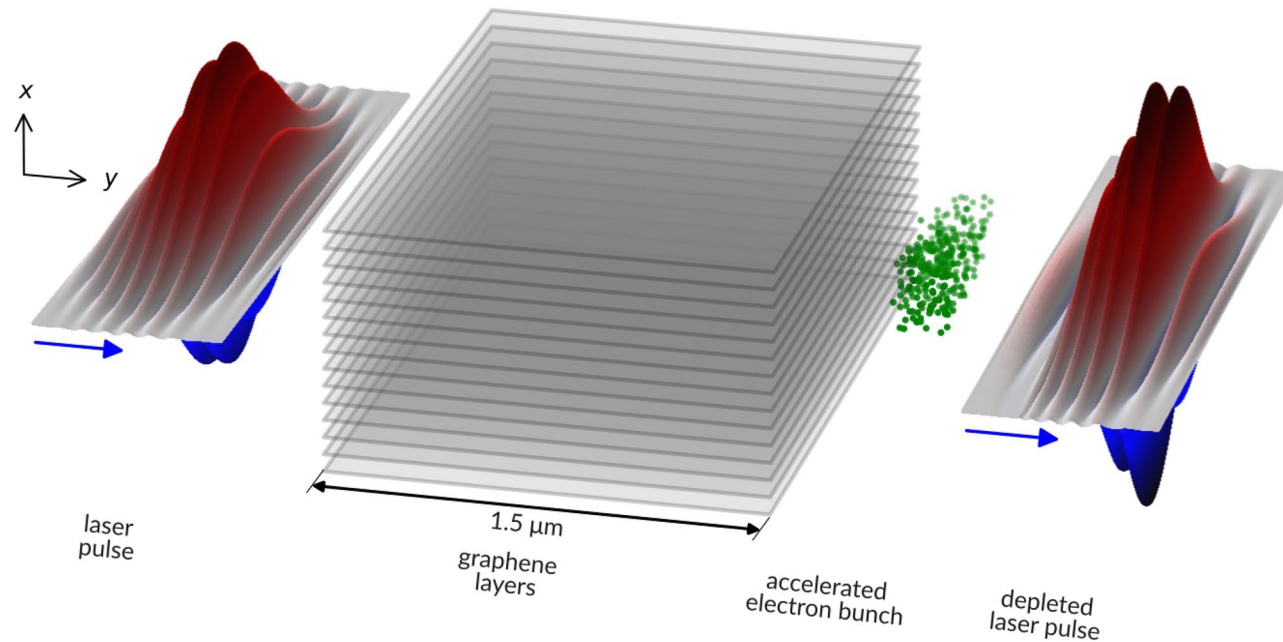 x
y
1.5 µm
laser
pulse
graphene
layers
accelerated
electron bunch
depleted
laser pulse